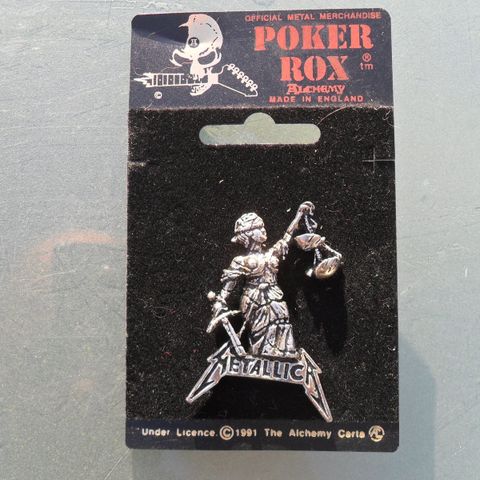 OFFICIAL METAL MERCHANDISE
POKER
ROX ® tm
ALCHEMY
MADE IN ENGLAND
©
METALLICA
Under Licence. © 1991 The Alchemy Carta